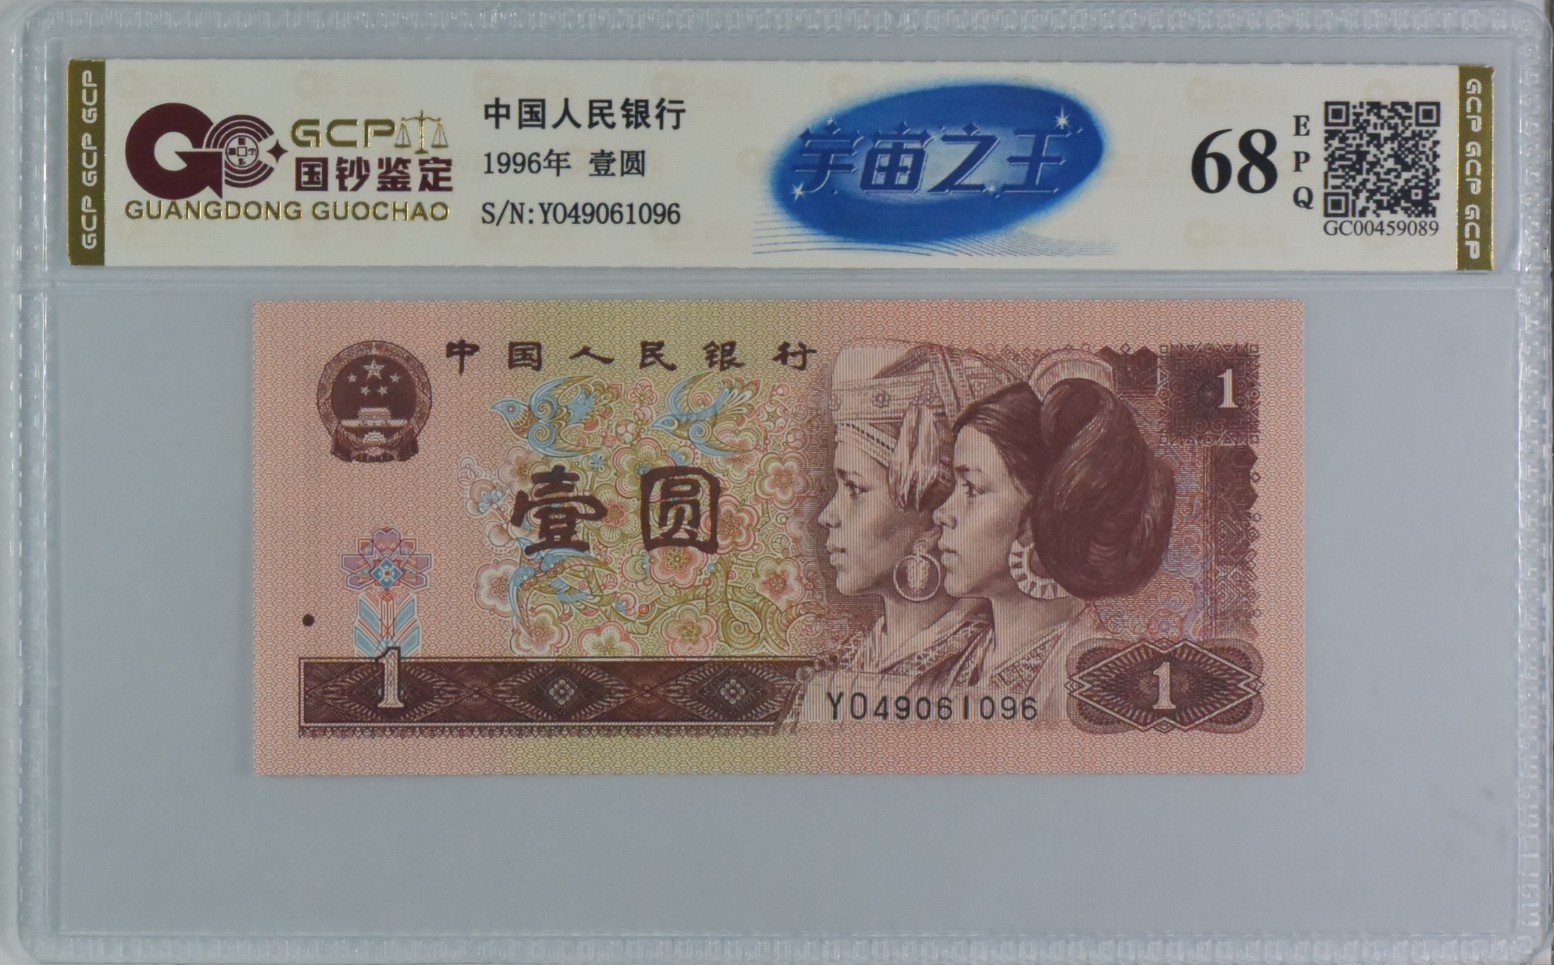 GCP GCP GCP
GCP
国钞鉴定
GUANGDONG GUOCHAO
中国人民银行
1996年 壹圆
S/N:Y049061096
宇宙之王
68
EPQ
GC00459089
GCP GCP GCP
中国人民银行
1
壹圆
1
Y049061096
1